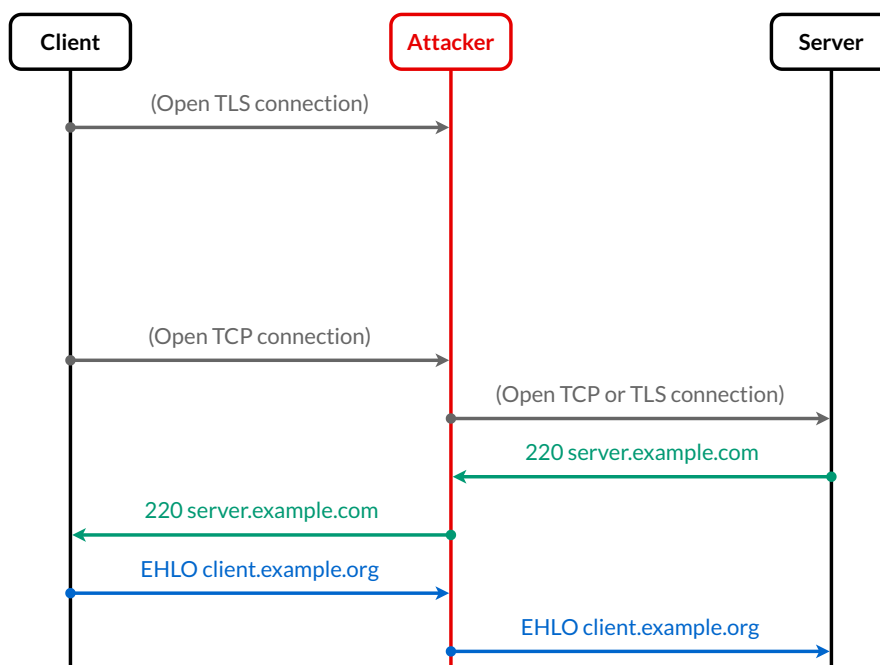 Client
Attacker
Server
(Open TLS connection)
(Open TCP connection)
(Open TCP or TLS connection)
220 server.example.com
220 server.example.com
EHLO client.example.org
EHLO client.example.org